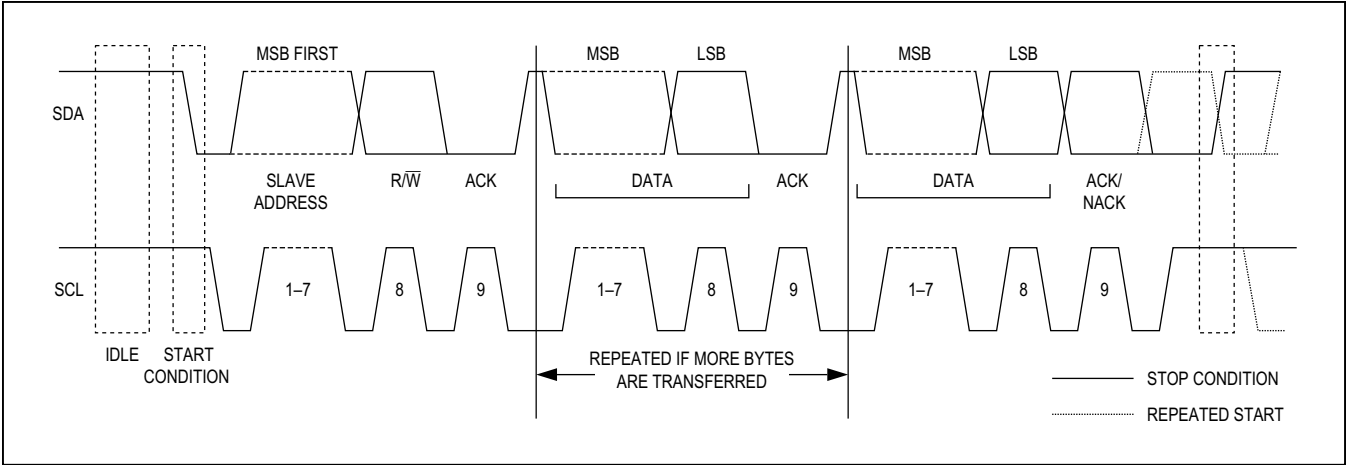 MSB FIRST
MSB
LSB
MSB
LSB
SDA
SLAVE
ADDRESS
R/W̅
ACK
DATA
ACK
DATA
ACK/
NACK
SCL
1–7
8
9
1–7
8
9
1–7
8
9
IDLE
START
CONDITION
REPEATED IF MORE BYTES
ARE TRANSFERRED
STOP CONDITION
REPEATED START